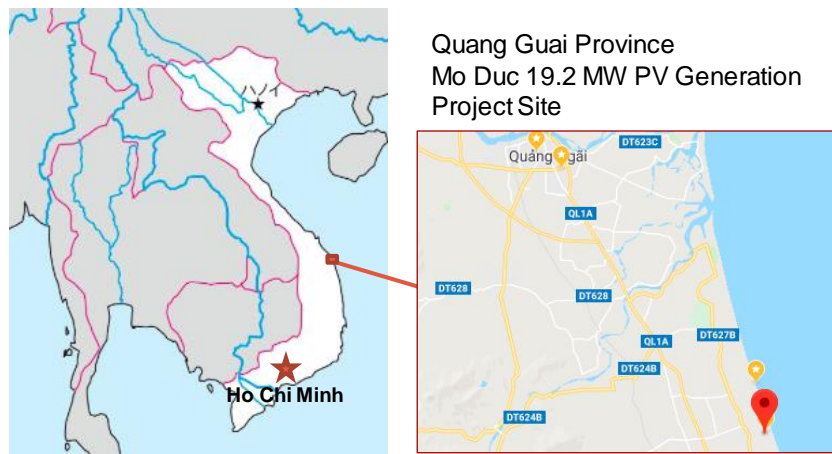 Quang Guai Province
Mo Duc 19.2 MW PV Generation
Project Site
ハノイ
Ho Chi Minh
DT623C
Quảng Ngãi
QL1A
DT628
DT628
DT627B
QL1A
DT624B
DT624B